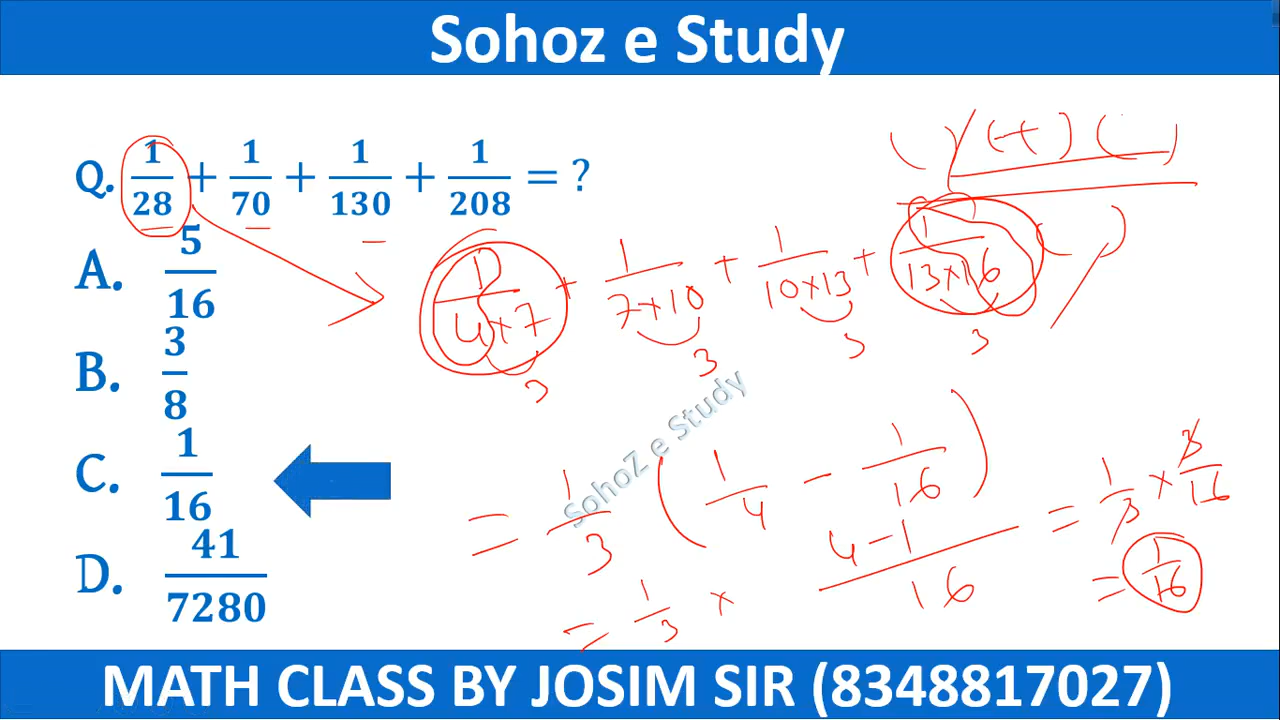 Sohoz e Study
Q. 1/28 + 1/70 + 1/130 + 1/208 = ?
A. 5/16
B. 3/8
C. 1/16
D. 41/7280
( ) (+) ( )
1/4×7 + 1/7×10 + 1/10×13 + 1/13×16 ( )
3 3 3 3
SohoZ e Study
= 1/3 ( 1/4 - 1/16 )
= 1/3 × 4-1/16
= 1/3 × 3/16
= 1/16
MATH CLASS BY JOSIM SIR (8348817027)